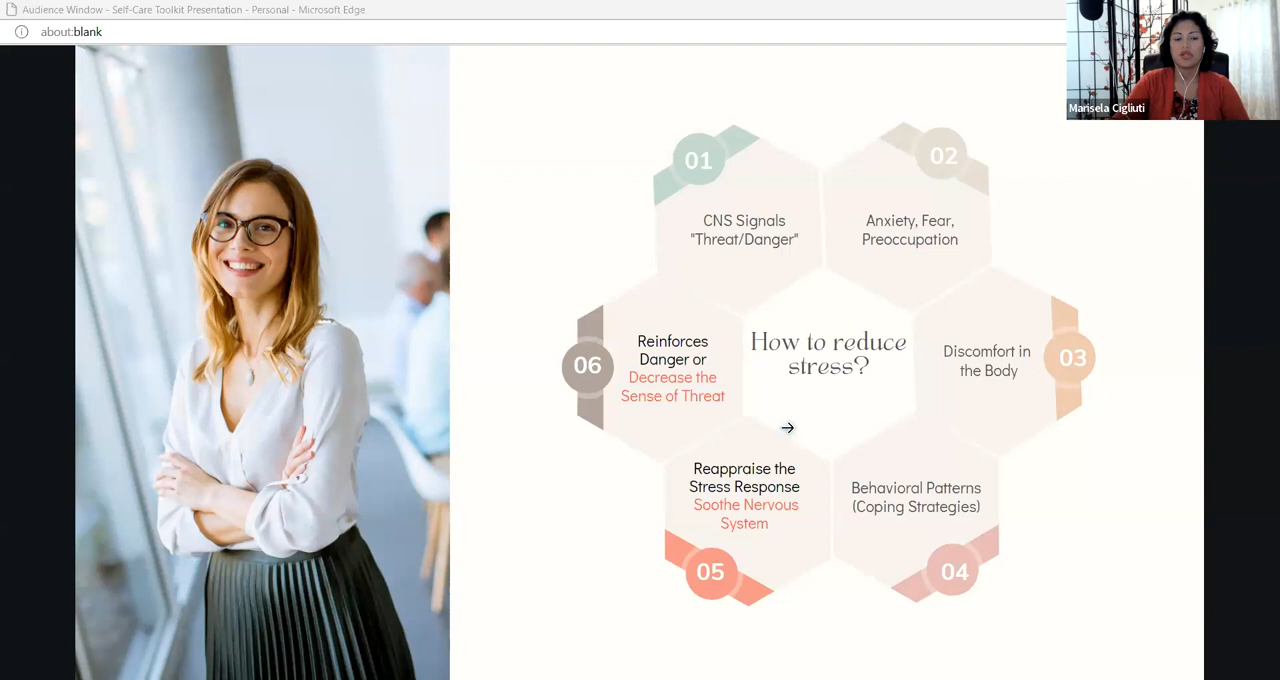 Audience Window - Self-Care Toolkit Presentation - Personal - Microsoft Edge
about:blank
Marisela Cigliuti
01
CNS Signals
"Threat/Danger"
02
Anxiety, Fear,
Preoccupation
How to reduce
stress?
03
Discomfort in
the Body
04
Behavioral Patterns
(Coping Strategies)
05
Reappraise the
Stress Response
Soothe Nervous
System
06
Reinforces
Danger or
Decrease the
Sense of Threat